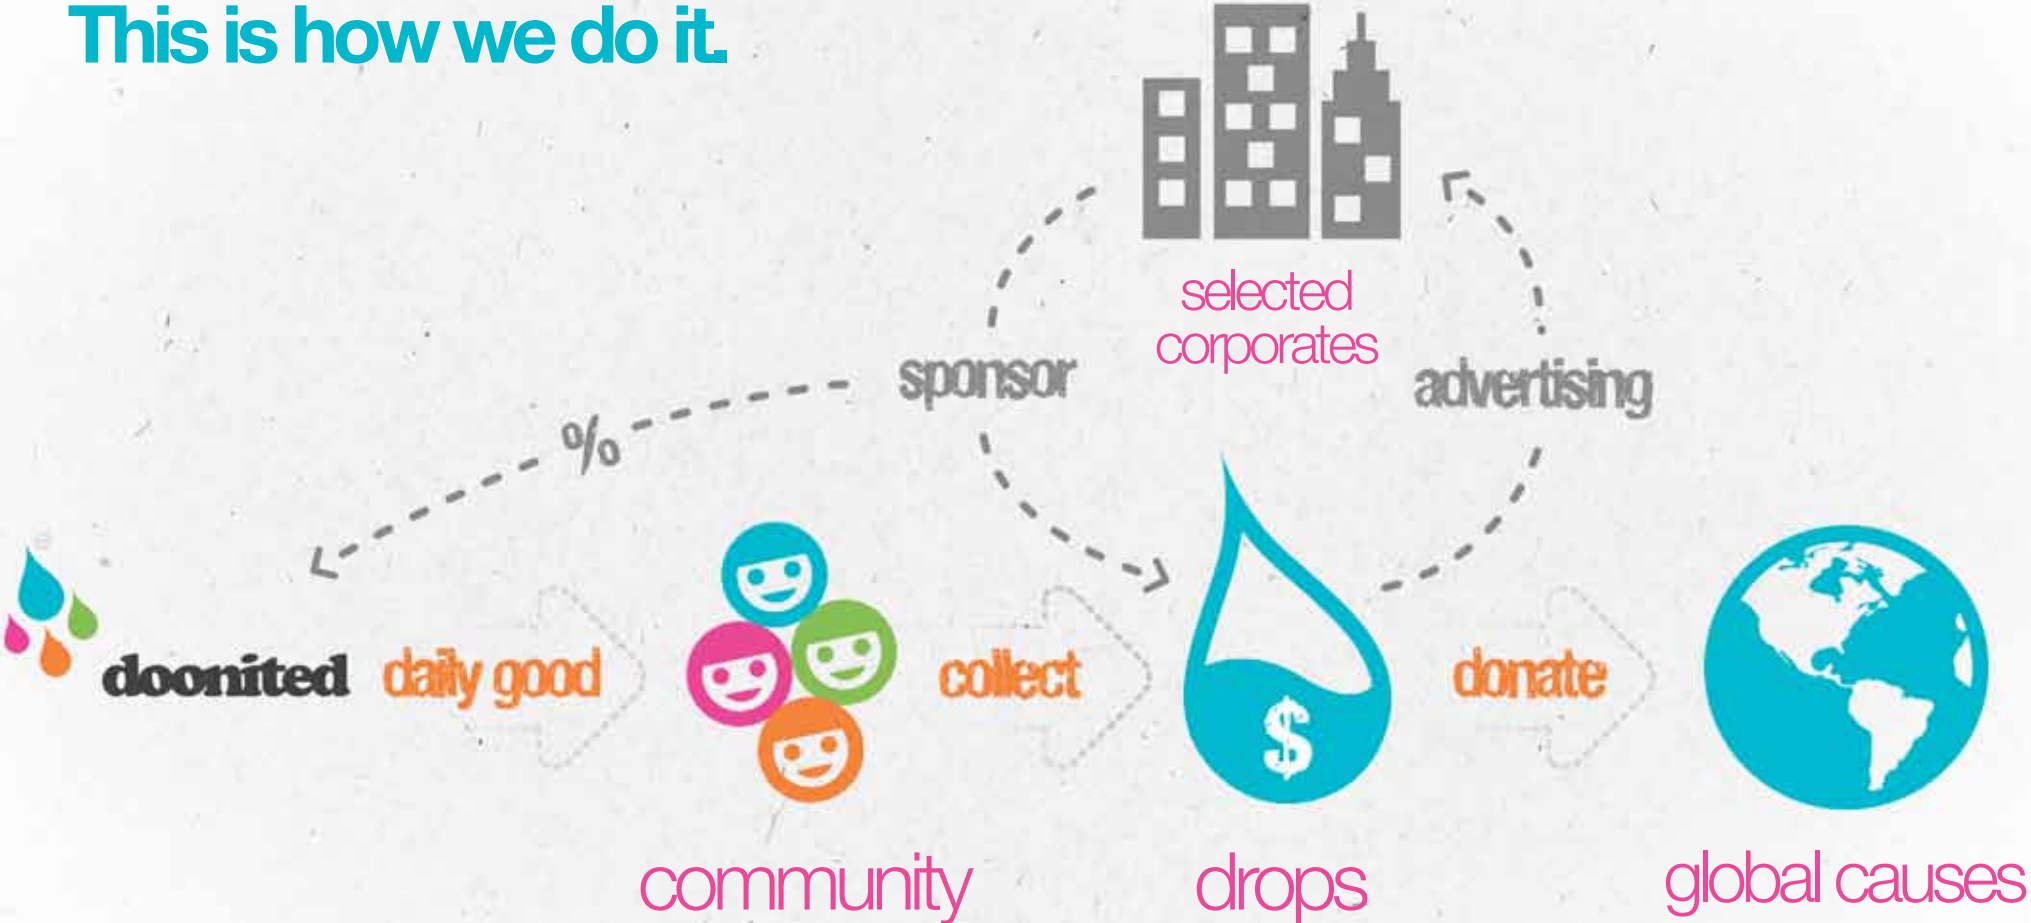 This is how we do it.
selected
corporates
sponsor
advertising
%
doonited
daily good
collect
$
donate
community
drops
global causes